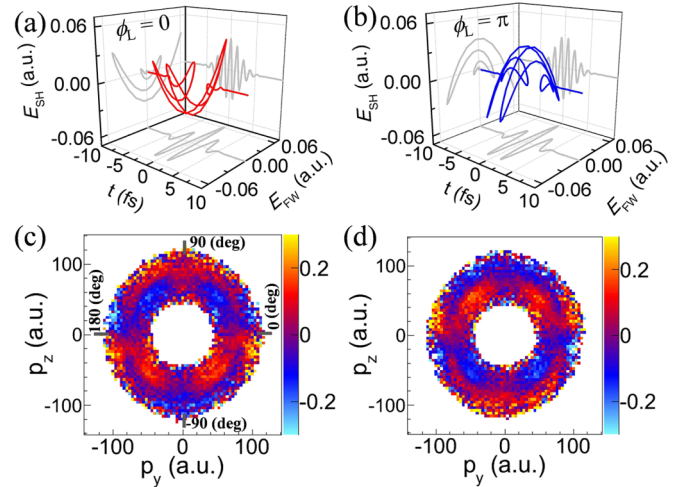 (a)
ϕL = 0
0.06
0.00
-0.06
ESH (a.u.)
-10
-5
0
5
10
t (fs)
-0.06
0.00
0.06
EFW (a.u.)
(b)
ϕL = π
0.06
0.00
-0.06
ESH (a.u.)
-10
-5
0
5
10
t (fs)
-0.06
0.00
0.06
EFW (a.u.)
(c)
90 (deg)
180 (deg)
0 (deg)
-90 (deg)
100
0
-100
pz (a.u.)
-100
0
100
py (a.u.)
0.2
0
-0.2
(d)
100
0
-100
pz (a.u.)
-100
0
100
py (a.u.)
0.2
0
-0.2